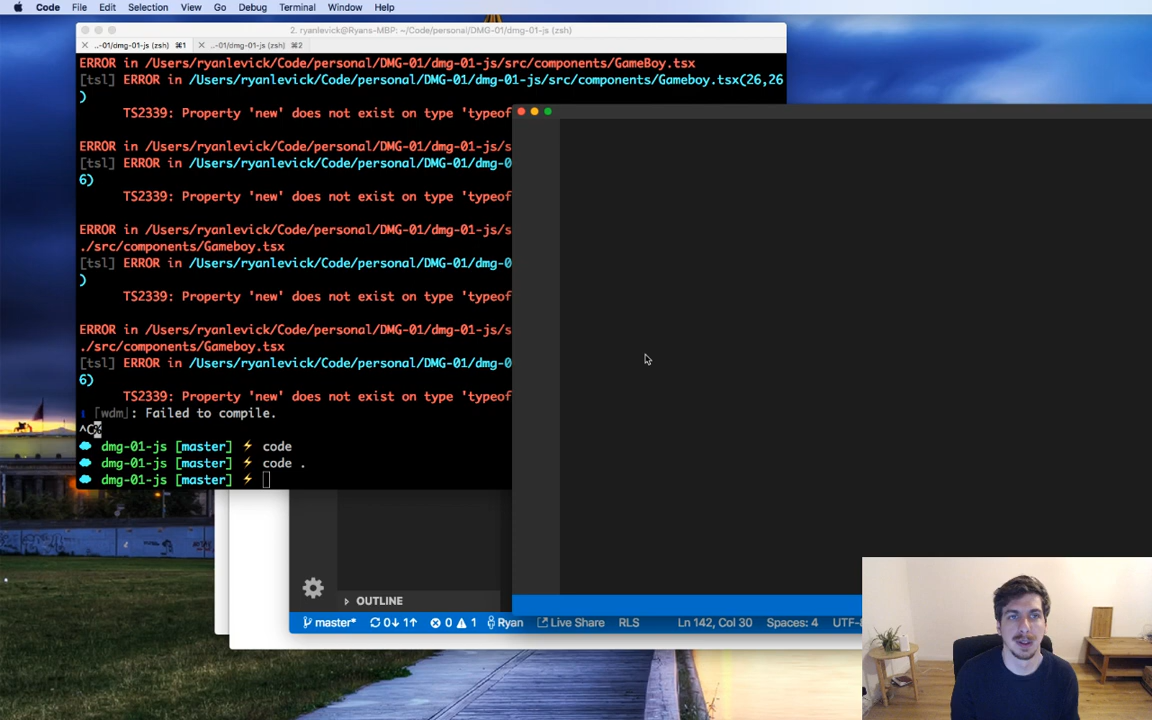 Code File Edit Selection View Go Debug Terminal Window Help
2. ryanlevick@Ryans-MBP: ~/Code/personal/DMG-01/dmg-01-js (zsh)
..-01/dmg-01-js (zsh) ⌘1 ..-01/dmg-01-js (zsh) ⌘2
ERROR in /Users/ryanlevick/Code/personal/DMG-01/dmg-01-js/src/components/GameBoy.tsx
[tsl] ERROR in /Users/ryanlevick/Code/personal/DMG-01/dmg-01-js/src/components/Gameboy.tsx(26,26
)
TS2339: Property 'new' does not exist on type 'typeof
ERROR in /Users/ryanlevick/Code/personal/DMG-01/dmg-01-js/s
[tsl] ERROR in /Users/ryanlevick/Code/personal/DMG-01/dmg-0
6)
TS2339: Property 'new' does not exist on type 'typeof
ERROR in /Users/ryanlevick/Code/personal/DMG-01/dmg-01-js/s
./src/components/Gameboy.tsx
[tsl] ERROR in /Users/ryanlevick/Code/personal/DMG-01/dmg-0
)
TS2339: Property 'new' does not exist on type 'typeof
ERROR in /Users/ryanlevick/Code/personal/DMG-01/dmg-01-js/s
./src/components/Gameboy.tsx
[tsl] ERROR in /Users/ryanlevick/Code/personal/DMG-01/dmg-0
6)
TS2339: Property 'new' does not exist on type 'typeof
[wdm]: Failed to compile.
^C
dmg-01-js [master] ⚡ code
dmg-01-js [master] ⚡ code .
dmg-01-js [master] ⚡
OUTLINE
master* 0↓ 1↑ 0 1 Ryan Live Share RLS Ln 142, Col 30 Spaces: 4 UTF-